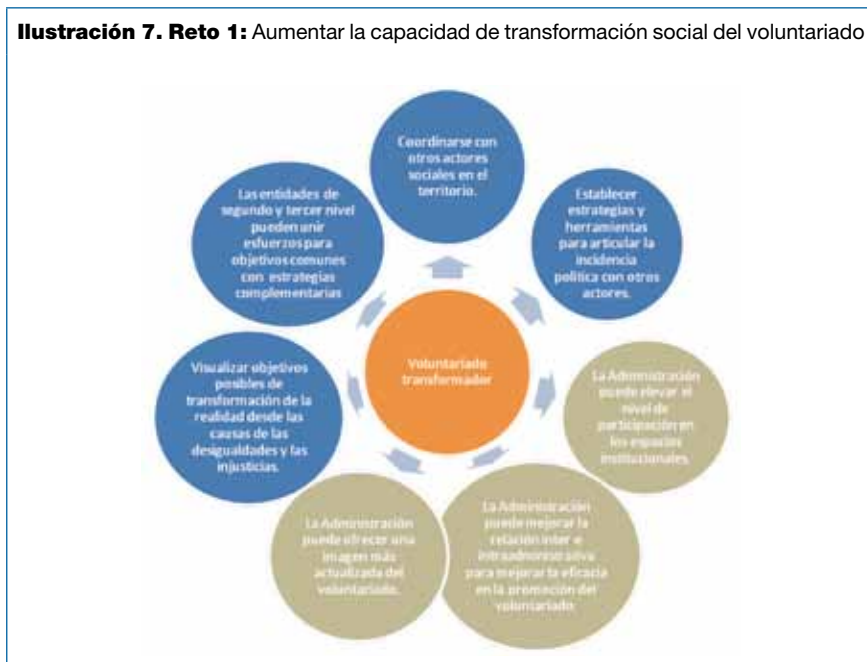 Ilustración 7. Reto 1: Aumentar la capacidad de transformación social del voluntariado
Coordinarse con
otros actores
sociales en el
territorio.
Establecer
estrategias y
herramientas
para articular la
incidencia
política con otros
actores.
La Administración
puede elevar el
nivel de
participación en
los espacios
institucionales.
La Administración
puede mejorar la
relación inter e
intraadministrativa
para mejorar la eficacia
en la promoción del
voluntariado
La Administración
puede ofrecer una
imagen más
actualizada del
voluntariado.
Visualizar objetivos
posibles de
transformación de la
realidad desde las
causas de las
desigualdades y las
injusticias.
Las entidades de
segundo y tercer nivel
pueden unir
esfuerzos para
objetivos comunes
con estrategias
complementarias
Voluntariado
transformador